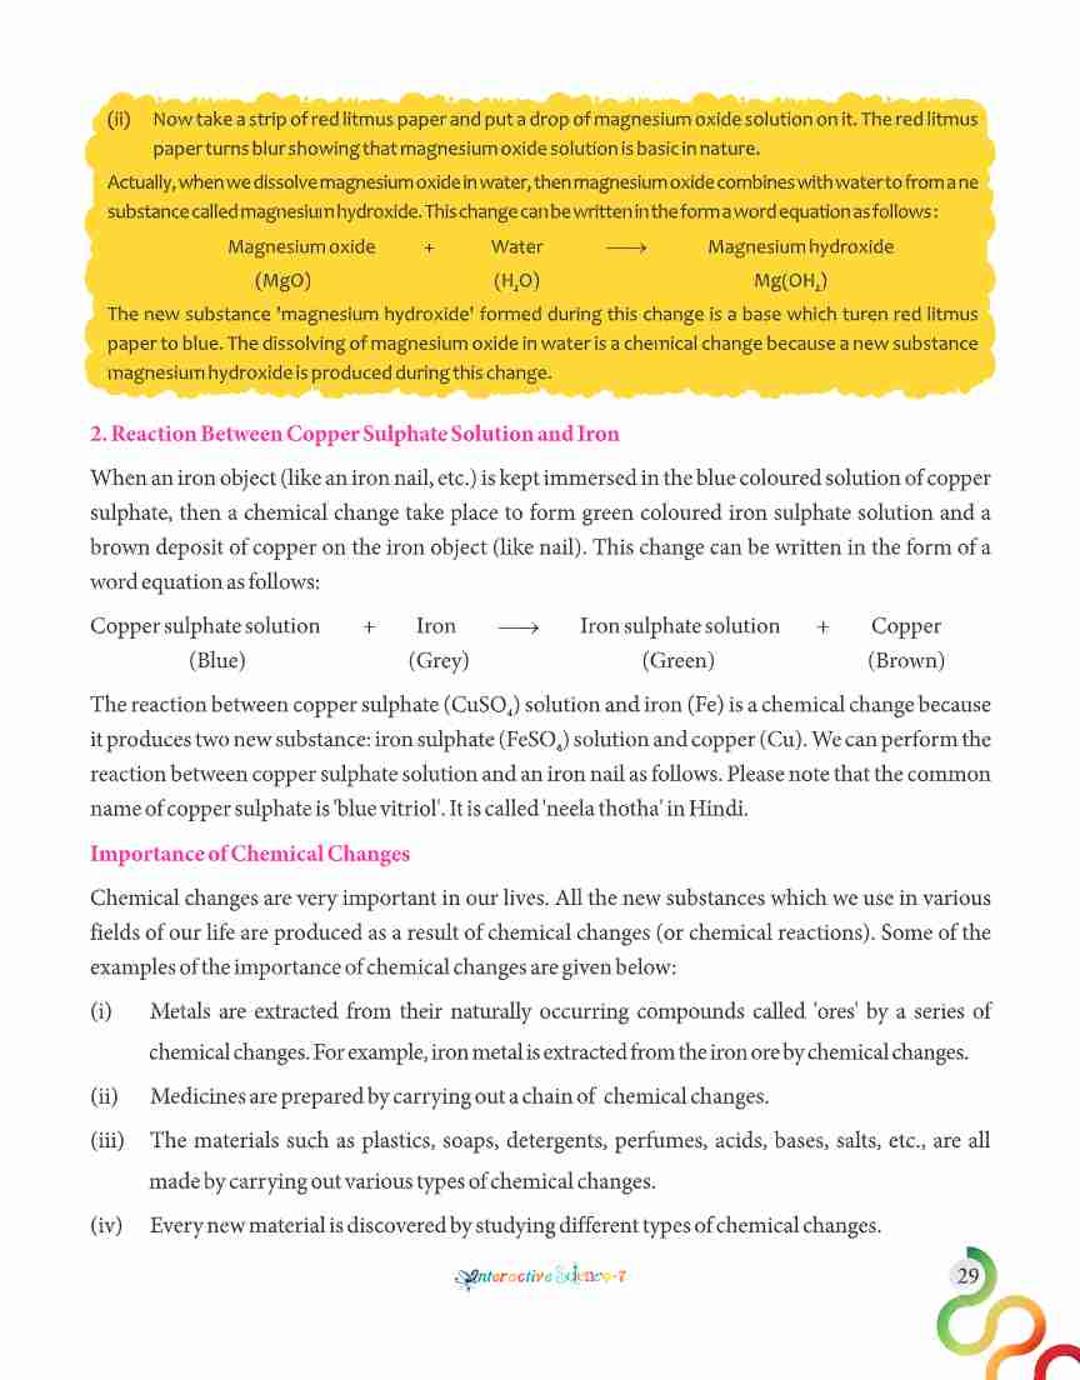 (ii) Now take a strip of red litmus paper and put a drop of magnesium oxide solution on it. The red litmus
paper turns blur showing that magnesium oxide solution is basic in nature.
Actually, when we dissolve magnesium oxide in water, then magnesium oxide combines with water to from a ne
substance called magnesium hydroxide. This change can be written in the form a word equation as follows:
Magnesium oxide + Water ⟶ Magnesium hydroxide
(MgO) (H₂O) Mg(OH₂)
The new substance 'magnesium hydroxide' formed during this change is a base which turen red litmus
paper to blue. The dissolving of magnesium oxide in water is a chemical change because a new substance
magnesium hydroxide is produced during this change.
2. Reaction Between Copper Sulphate Solution and Iron
When an iron object (like an iron nail, etc.) is kept immersed in the blue coloured solution of copper
sulphate, then a chemical change take place to form green coloured iron sulphate solution and a
brown deposit of copper on the iron object (like nail). This change can be written in the form of a
word equation as follows:
Copper sulphate solution + Iron ⟶ Iron sulphate solution + Copper
(Blue) (Grey) (Green) (Brown)
The reaction between copper sulphate (CuSO₄) solution and iron (Fe) is a chemical change because
it produces two new substance: iron sulphate (FeSO₄) solution and copper (Cu). We can perform the
reaction between copper sulphate solution and an iron nail as follows. Please note that the common
name of copper sulphate is 'blue vitriol'. It is called 'neela thotha' in Hindi.
Importance of Chemical Changes
Chemical changes are very important in our lives. All the new substances which we use in various
fields of our life are produced as a result of chemical changes (or chemical reactions). Some of the
examples of the importance of chemical changes are given below:
(i) Metals are extracted from their naturally occurring compounds called 'ores' by a series of
chemical changes. For example, iron metal is extracted from the iron ore by chemical changes.
(ii) Medicines are prepared by carrying out a chain of chemical changes.
(iii) The materials such as plastics, soaps, detergents, perfumes, acids, bases, salts, etc., are all
made by carrying out various types of chemical changes.
(iv) Every new material is discovered by studying different types of chemical changes.
Interactive Science-7
29